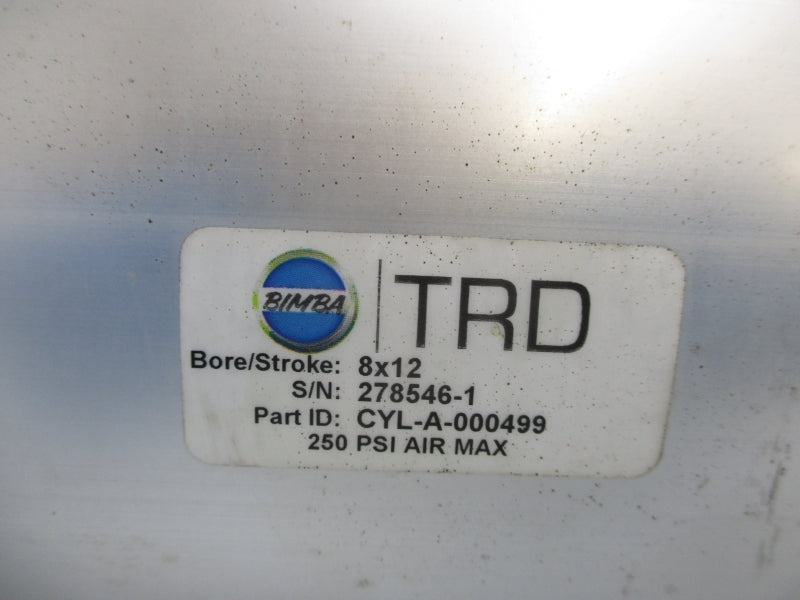 BIMBA | TRD
Bore/Stroke: 8x12
S/N: 278546-1
Part ID: CYL-A-000499
250 PSI AIR MAX